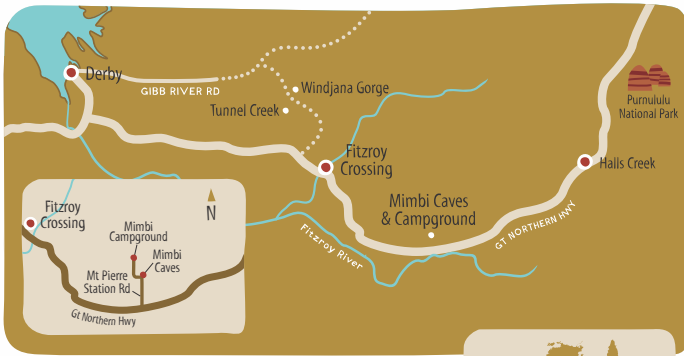 Derby
GIBB RIVER RD
Windjana Gorge
Tunnel Creek
Purnululu
National Park
Fitzroy
Crossing
Halls Creek
Mimbi Caves
& Campground
GT NORTHERN HWY
Fitzroy River
N
Fitzroy
Crossing
Mimbi
Campground
Mimbi
Caves
Mt Pierre
Station Rd
Gt Northern Hwy